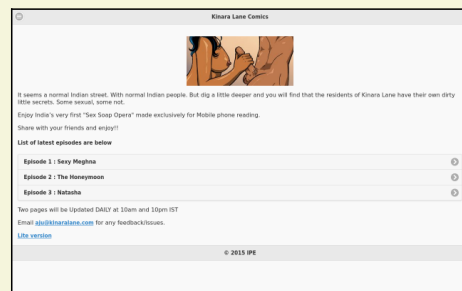 Kinara Lane Comics
It seems a normal Indian street. With normal Indian people. But dig a little deeper and you will find that the residents of Kinara Lane have their own dirty
little secrets. Some sexual, some not.
Enjoy India's very first "Sex Soap Opera" made exclusively for Mobile phone reading.
Share with your friends and enjoy!!
List of latest episodes are below
Episode 1 : Sexy Meghna
Episode 2 : The Honeymoon
Episode 3 : Natasha
Two pages will be Updated DAILY at 10am and 10pm IST
Email aju@kinaralane.com for any feedback/issues.
Lite version
© 2015 IPE